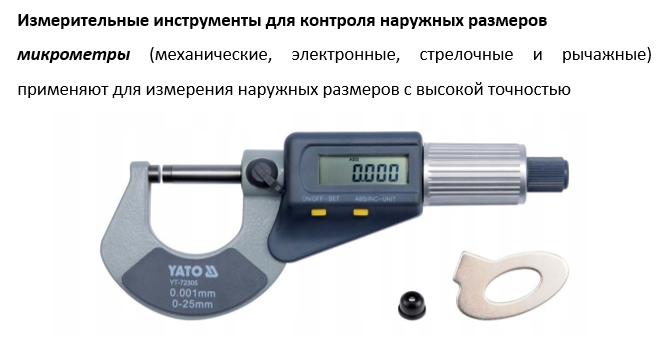 Измерительные инструменты для контроля наружных размеров
микрометры (механические, электронные, стрелочные и рычажные)
применяют для измерения наружных размеров с высокой точностью
ABS
0.000
ON/OFF-SET ABS/INC-UNIT
YATO
YT-72305
0.001mm
0-25mm